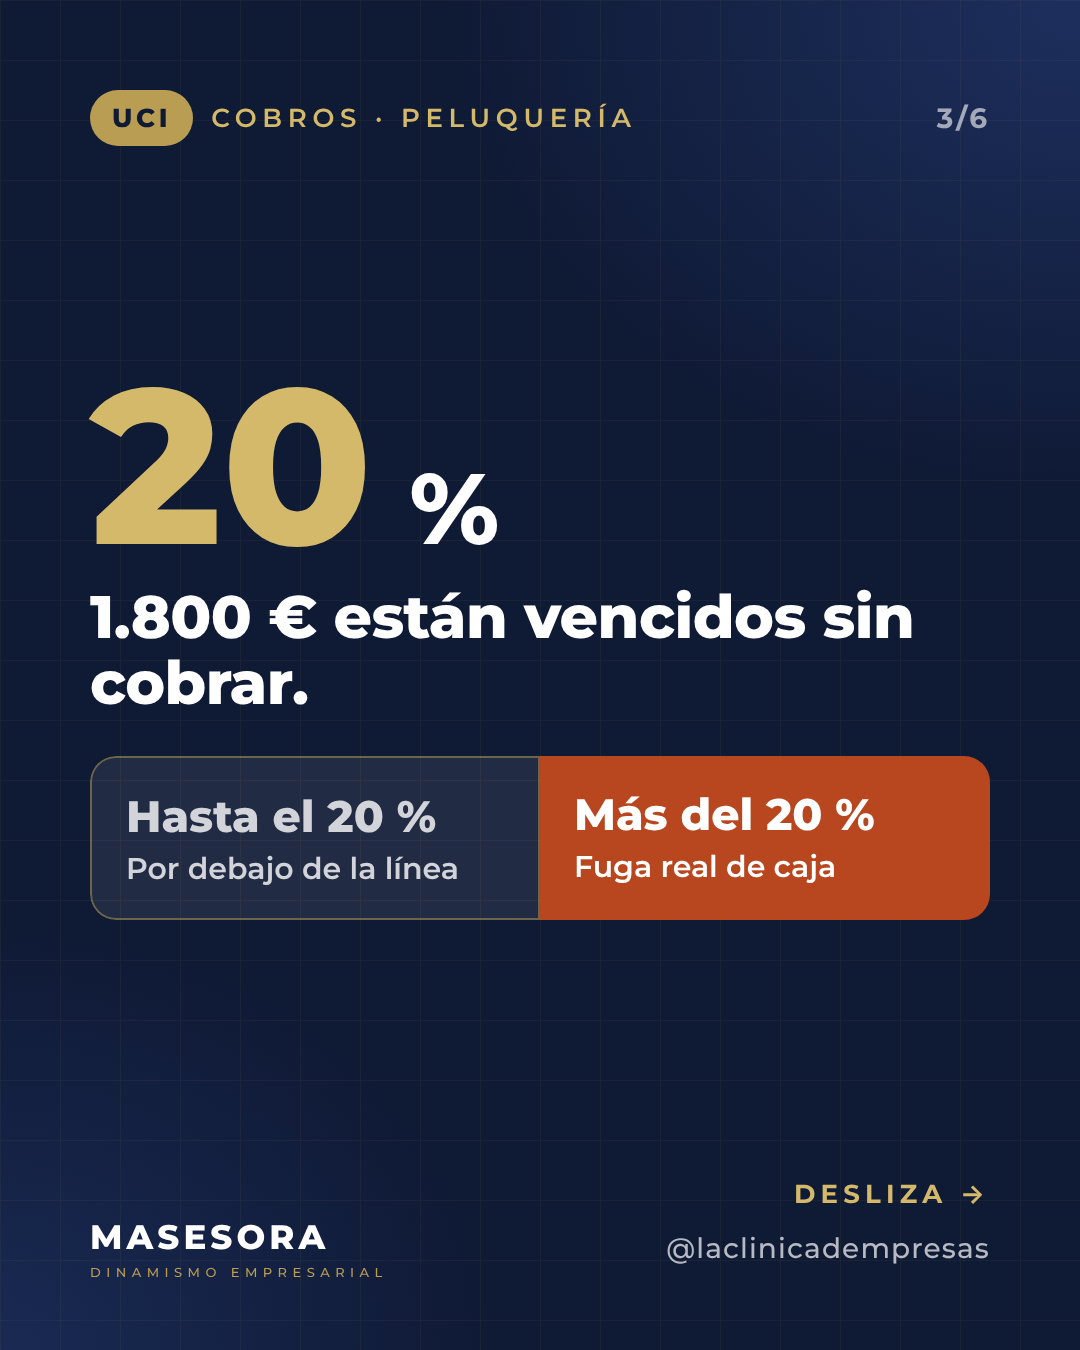 UCI COBROS · PELUQUERÍA 3/6
20 %
1.800 € están vencidos sin
cobrar.
Hasta el 20 %
Por debajo de la línea
Más del 20 %
Fuga real de caja
DESLIZA →
MASESORA
DINAMISMO EMPRESARIAL
@laclinicadempresas